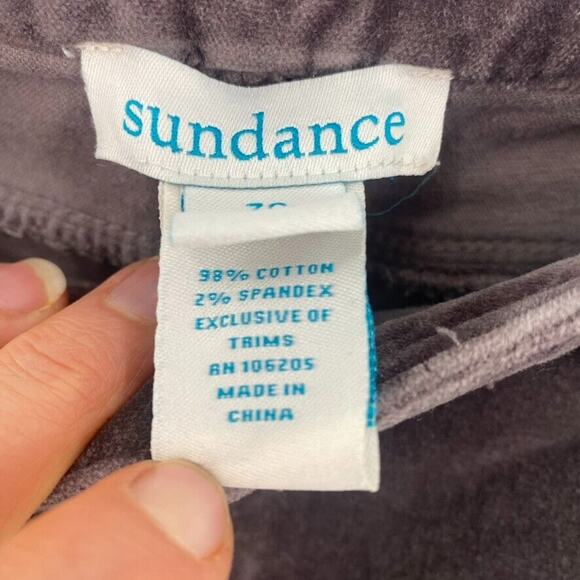 sundance
98% COTTON
2% SPANDEX
EXCLUSIVE OF
TRIMS
RN 106205
MADE IN
CHINA